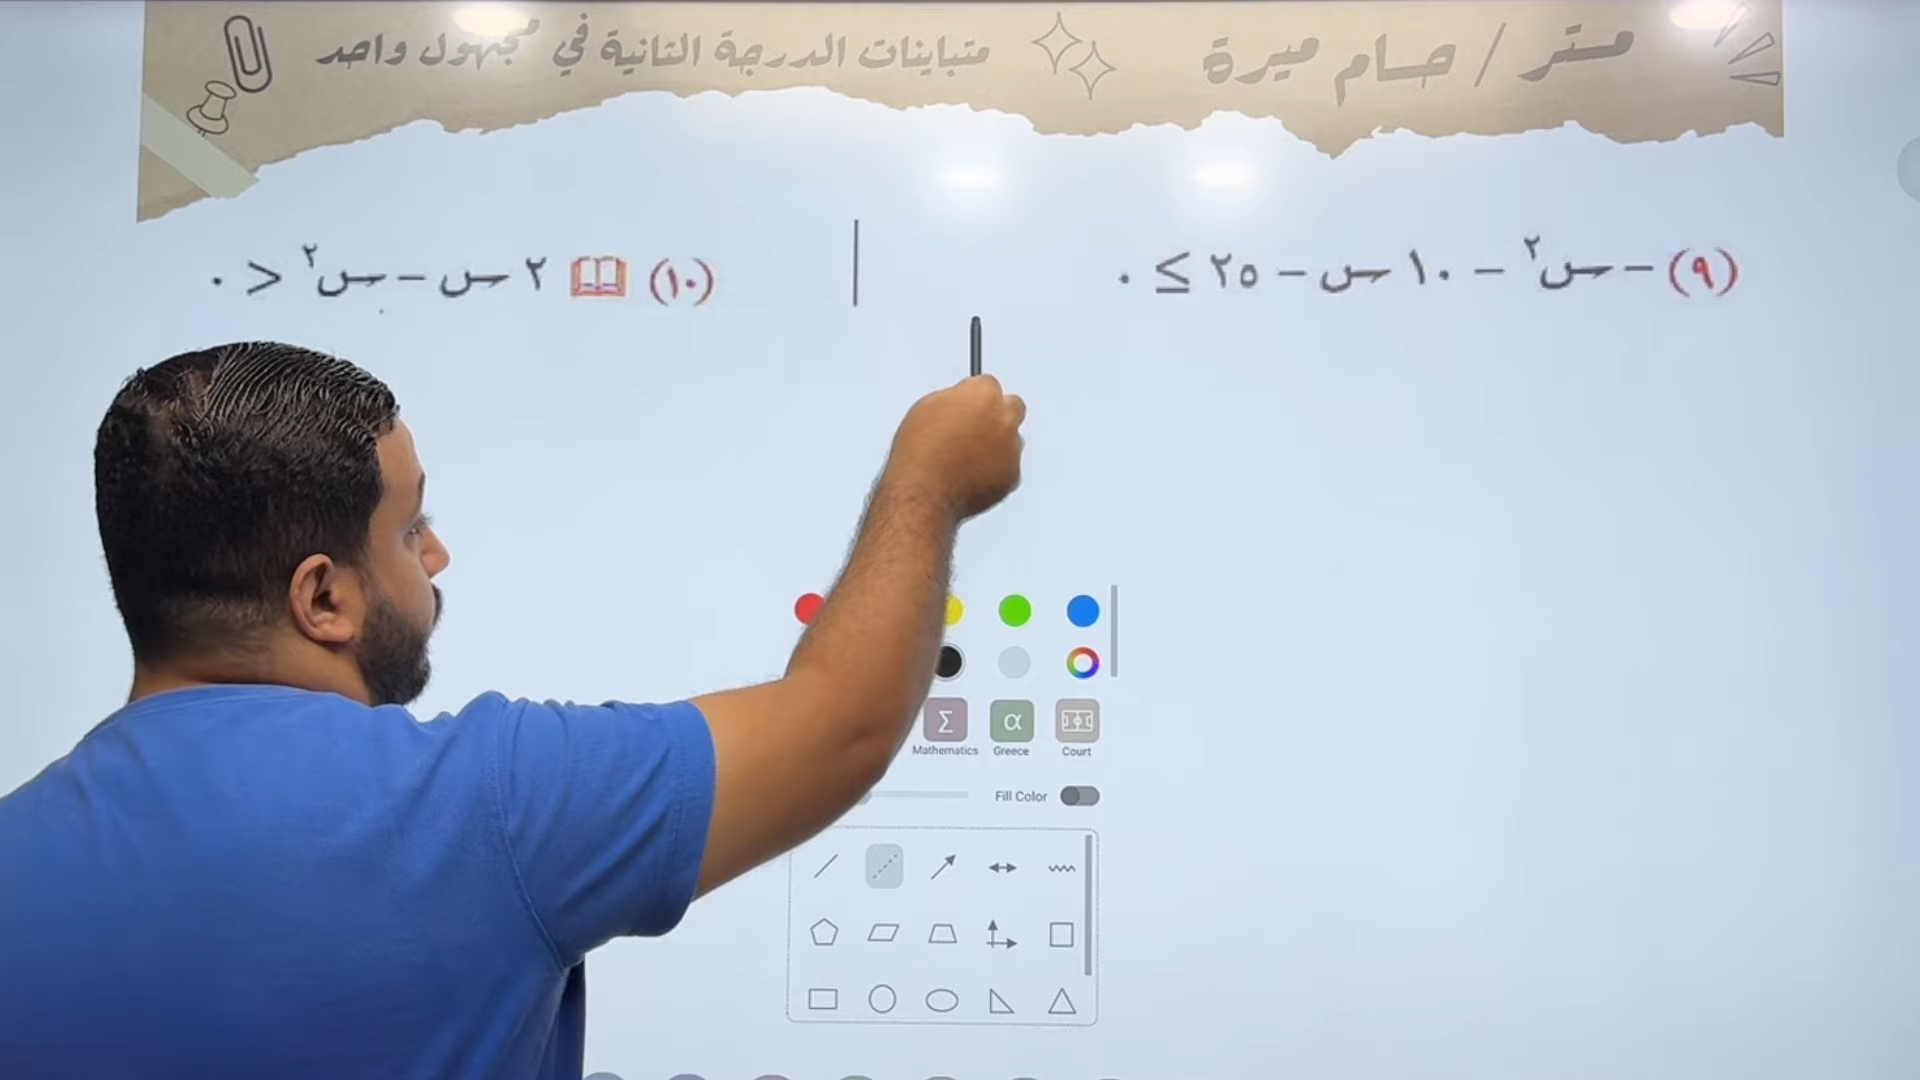 مستر / حسام ميرة
متباينات الدرجة الثانية في مجهول واحد
(٩) − س٢ − ١٠ س − ٢٥ ≥ ٠
(١٠) ٢ س − س٢ < ٠
Mathematics Greece Court
Fill Color